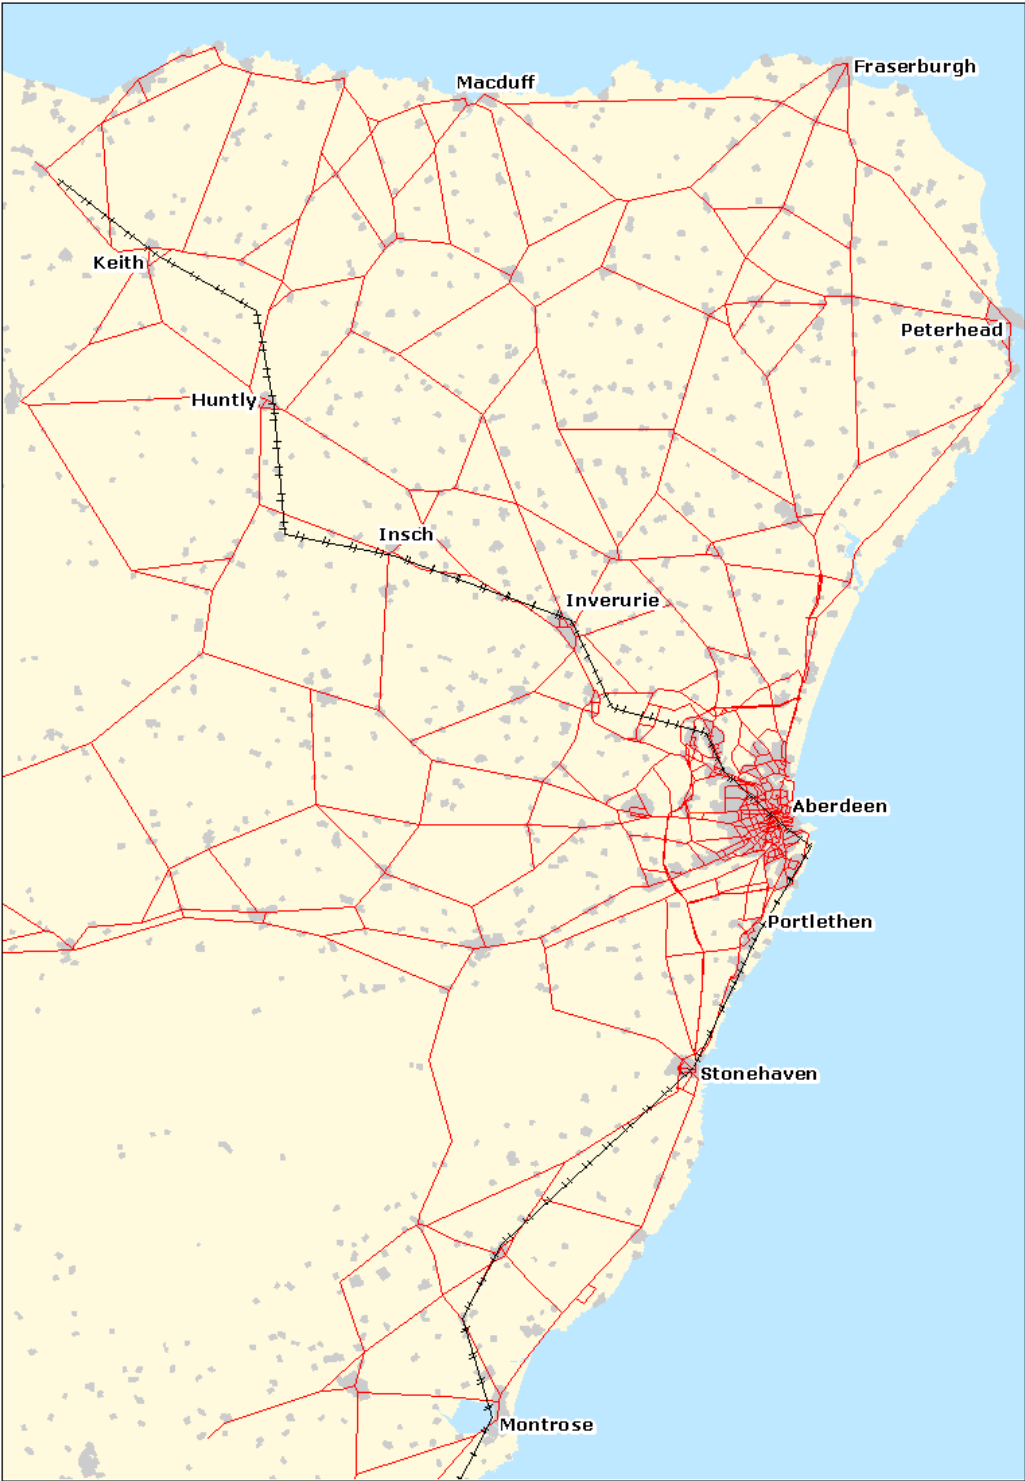 Fraserburgh
Macduff
Keith
Peterhead
Huntly
Insch
Inverurie
Aberdeen
Portlethen
Stonehaven
Montrose